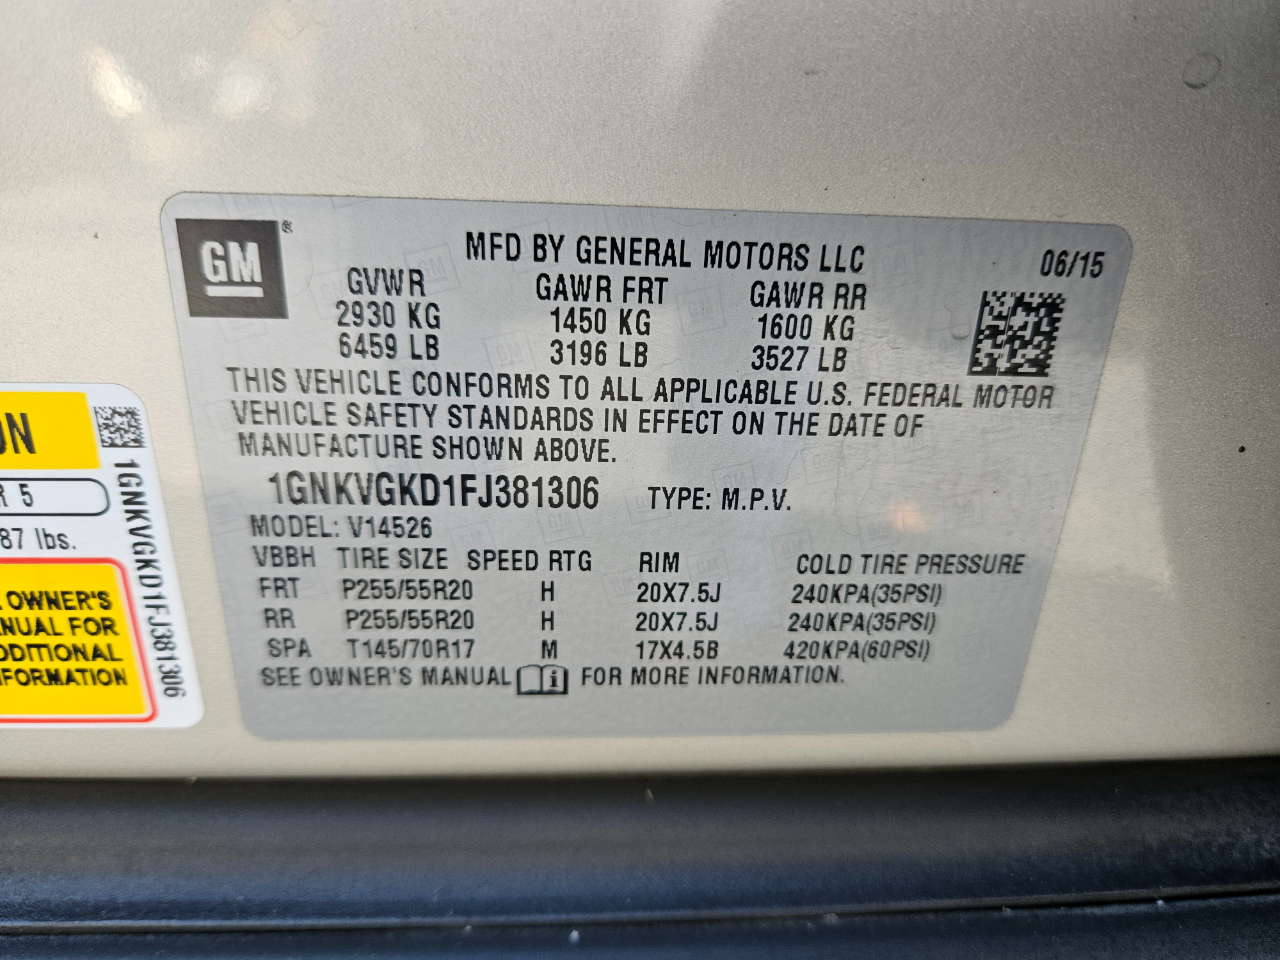 GM
®
MFD BY GENERAL MOTORS LLC 06/15
GVWR GAWR FRT GAWR RR
2930 KG 1450 KG 1600 KG
6459 LB 3196 LB 3527 LB
THIS VEHICLE CONFORMS TO ALL APPLICABLE U.S. FEDERAL MOTOR
VEHICLE SAFETY STANDARDS IN EFFECT ON THE DATE OF
MANUFACTURE SHOWN ABOVE.
1GNKVGKD1FJ381306 TYPE: M.P.V.
MODEL: V14526
VBBH TIRE SIZE SPEED RTG RIM COLD TIRE PRESSURE
FRT P255/55R20 H 20X7.5J 240KPA(35PSI)
RR P255/55R20 H 20X7.5J 240KPA(35PSI)
SPA T145/70R17 M 17X4.5B 420KPA(60PSI)
SEE OWNER'S MANUAL i FOR MORE INFORMATION.
R 5
87 lbs.
OWNER'S
NUAL FOR
DDITIONAL
FORMATION
1GNKVGKD1FJ381306